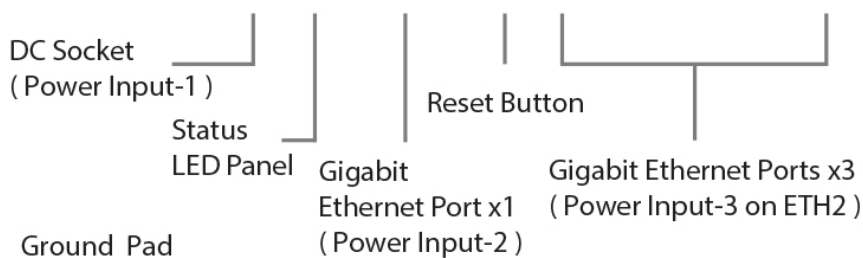 DC Socket
( Power Input-1 )
Status
LED Panel
Gigabit
Ethernet Port x1
( Power Input-2 )
Reset Button
Gigabit Ethernet Ports x3
( Power Input-3 on ETH2 )
Ground Pad